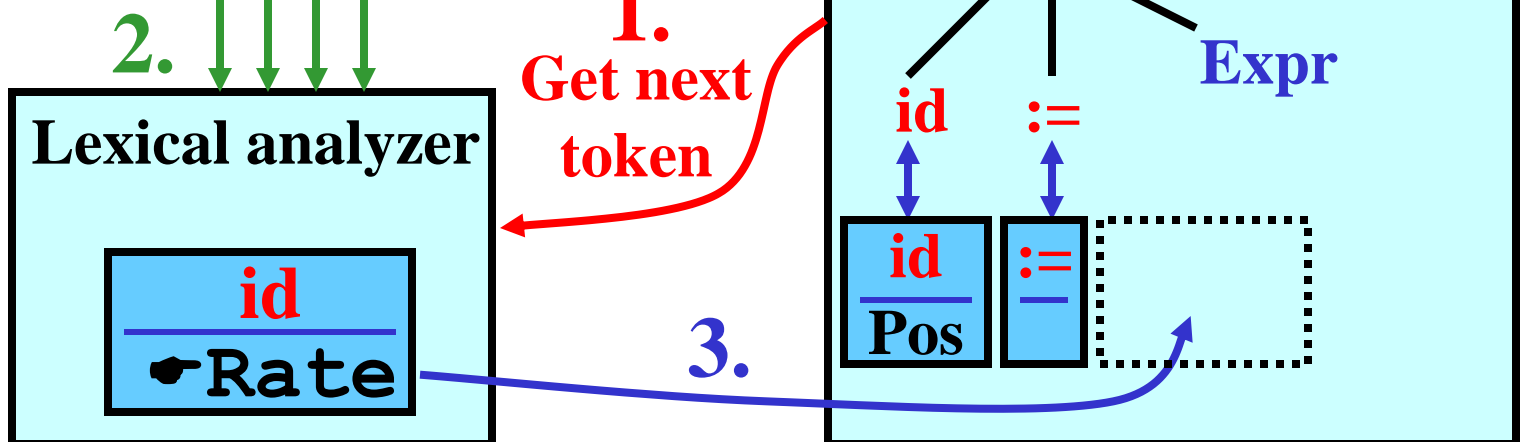 2.
1.
Get next
token
Lexical analyzer
id
☛Rate
3.
Expr
id :=
id :=
Pos